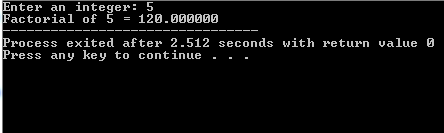 Enter an integer: 5
Factorial of 5 = 120.000000
--------------------------------
Process exited after 2.512 seconds with return value 0
Press any key to continue . . .